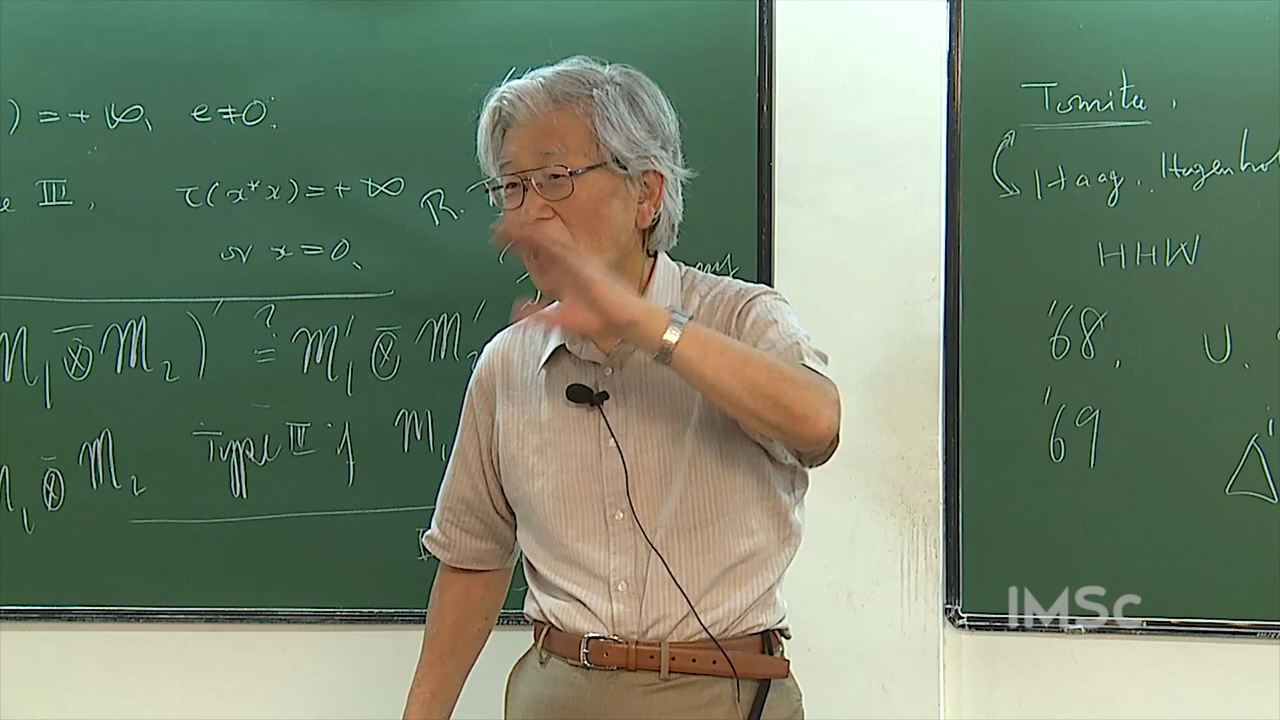 ) = + ∞, e ≠ 0.
III, τ(x*x) = + ∞ R.
or x = 0,
M₁ ⊗̄ M₂ )' ?= M₁' ⊗̄ M₂'
M₁ ⊗̄ M₂ Type III if M₁
Tomita,
Haag,
HHW
'68, U,
'69 Δ
IMSc